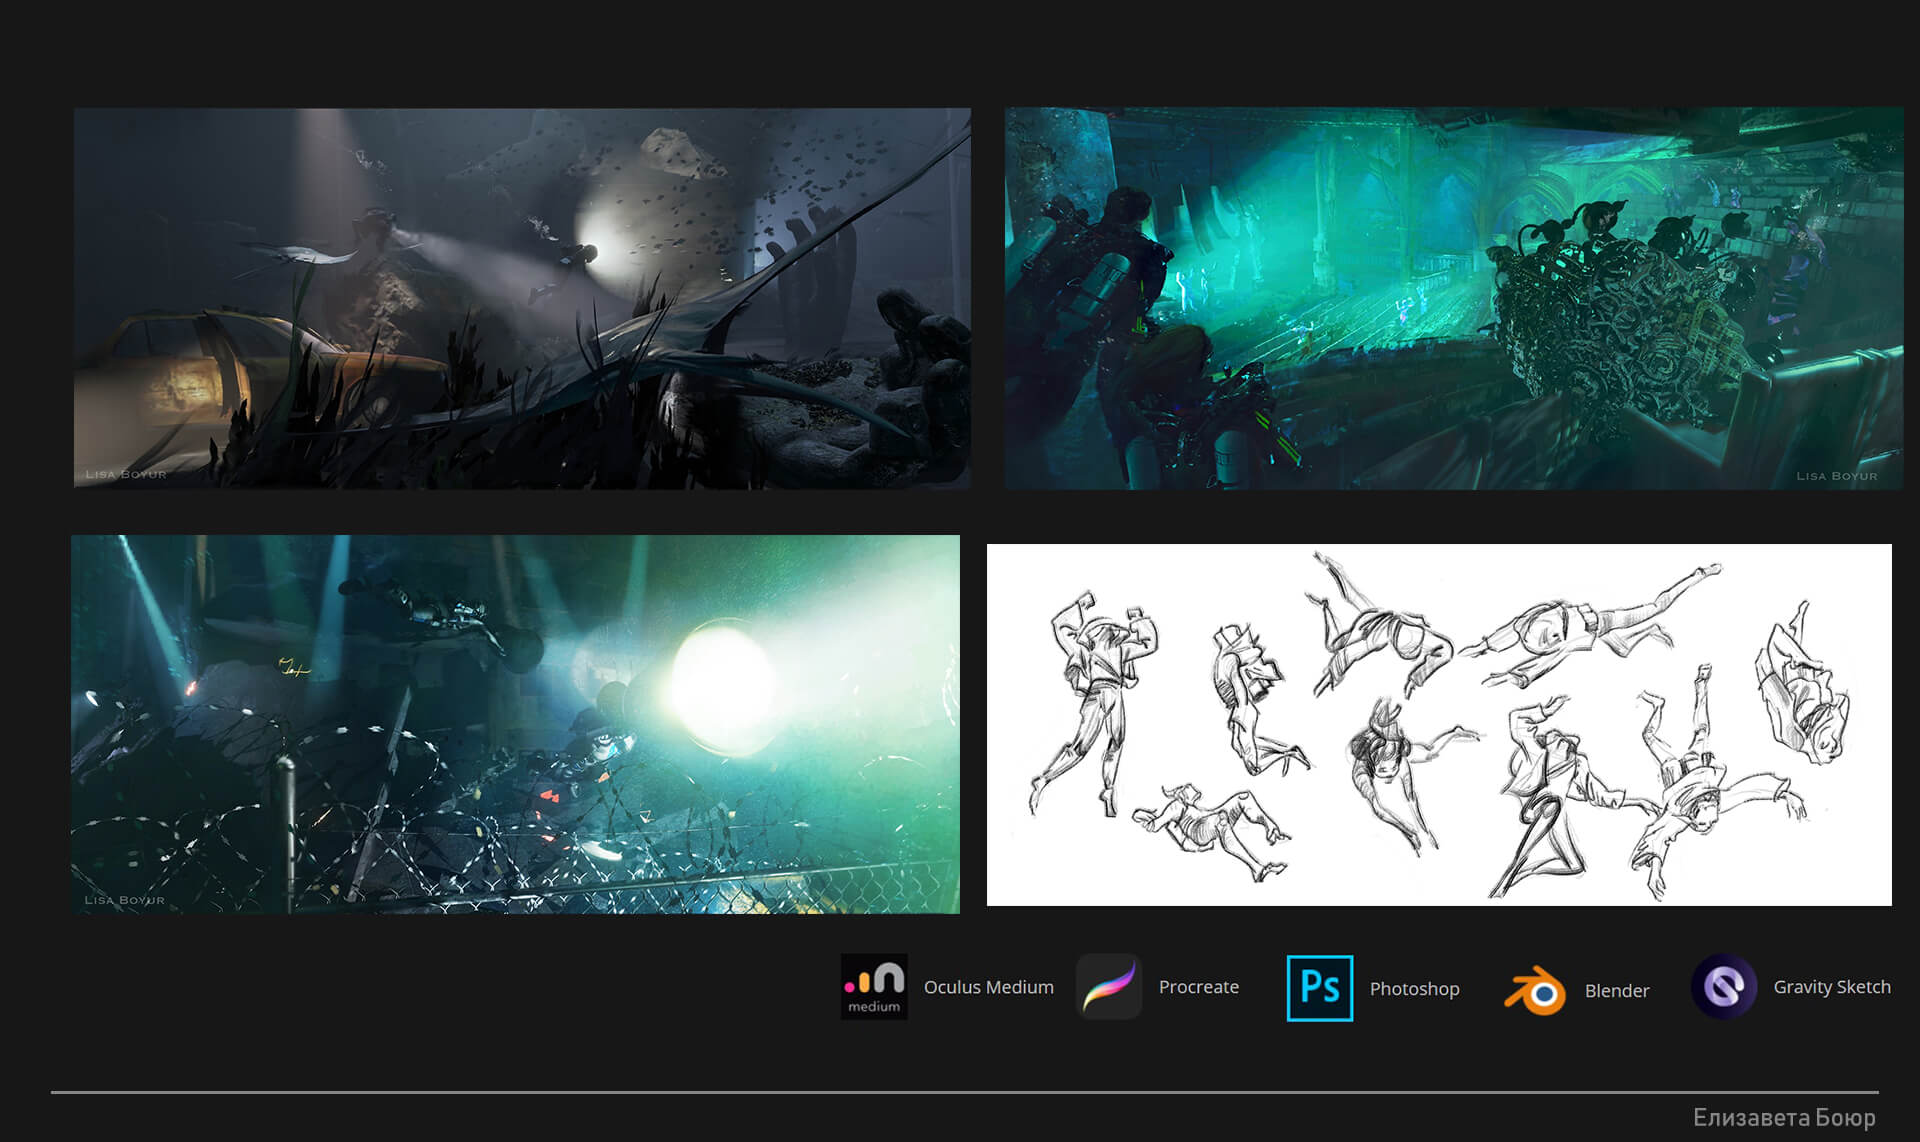 LISA BOYUR
LISA BOYUR
LISA BOYUR
medium
Oculus Medium
Procreate
Ps
Photoshop
Blender
Gravity Sketch
Елизавета Боюр